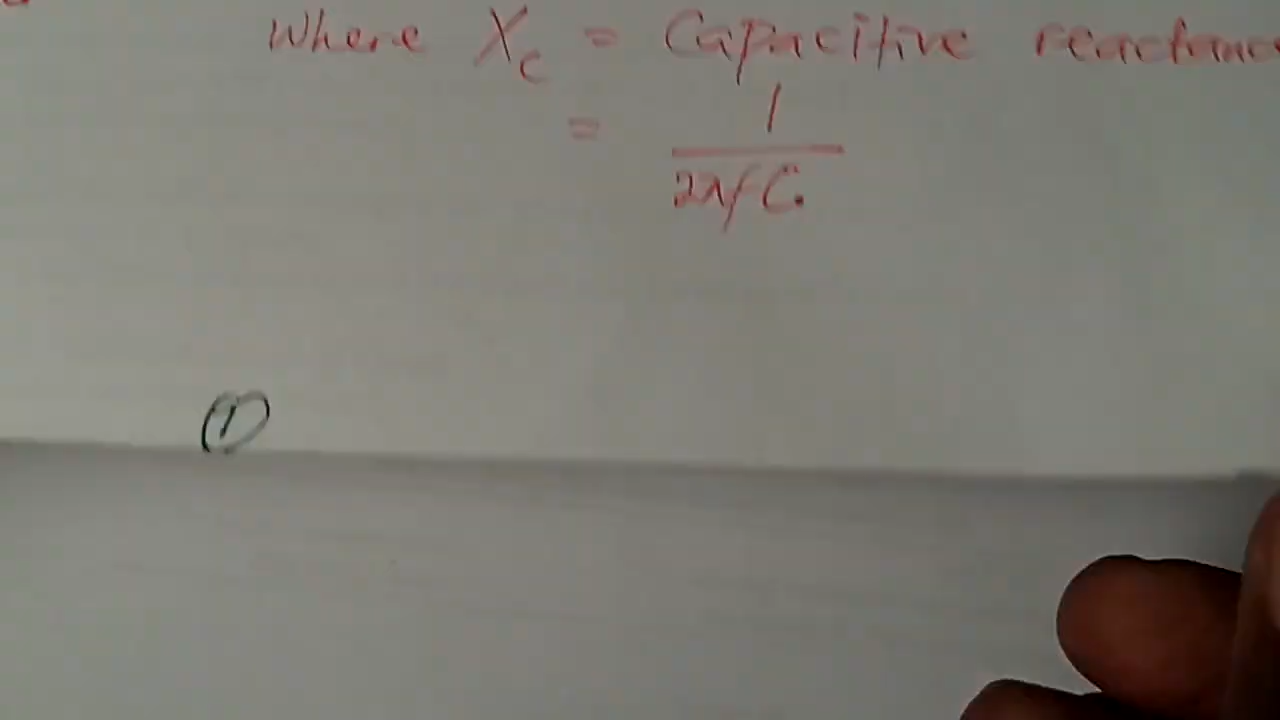 Where Xc = Capacitive reactance
= 1
2πfC.
①